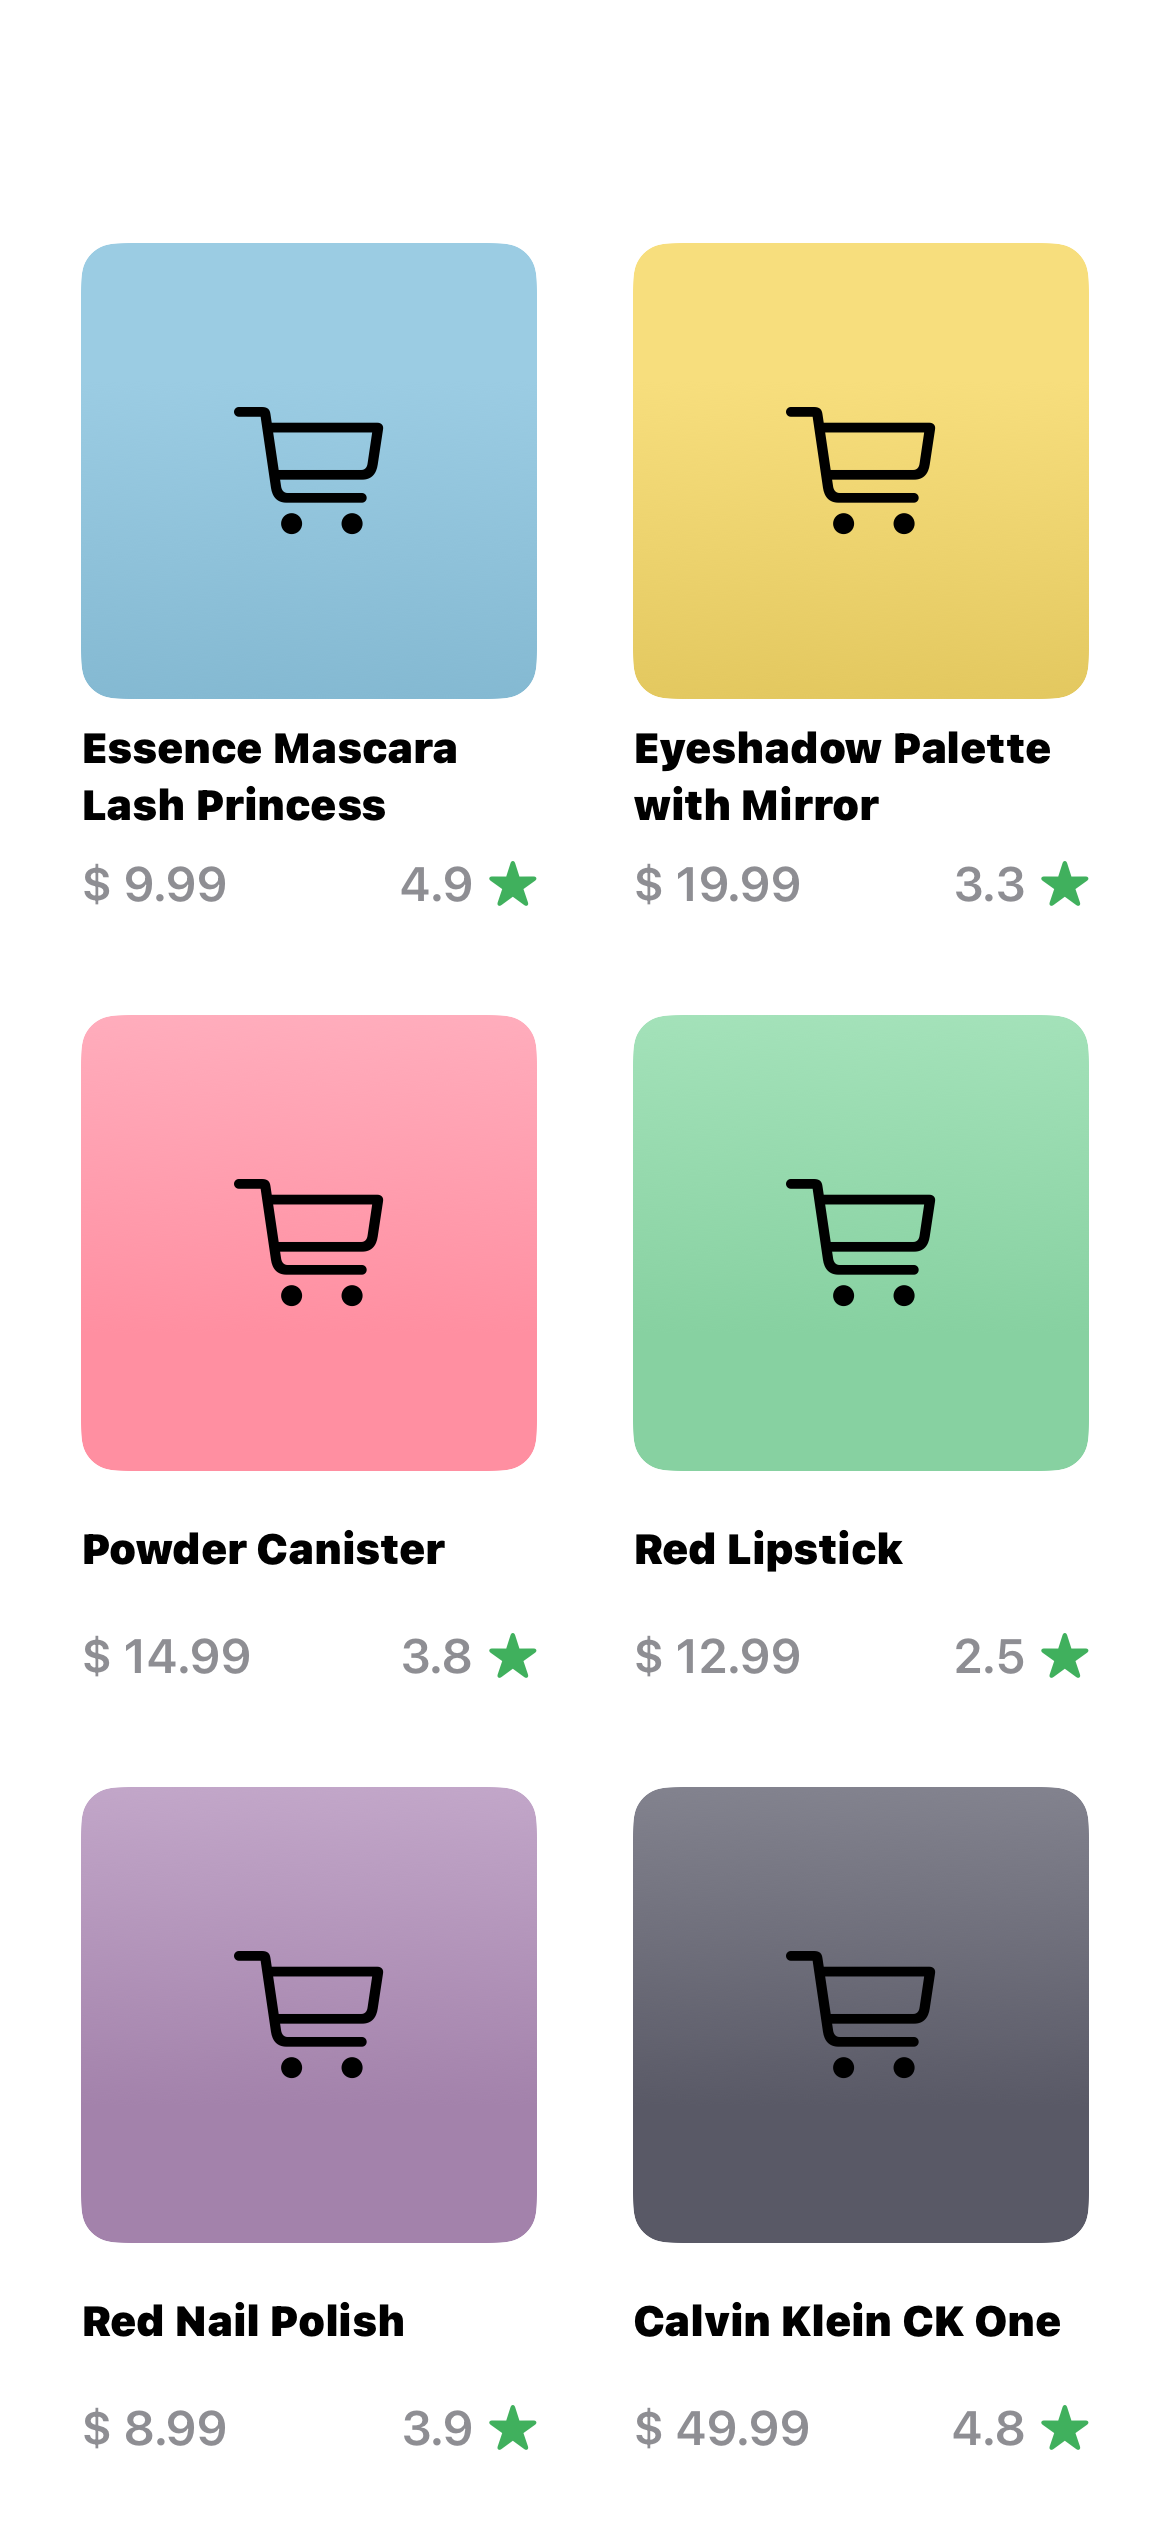 Essence Mascara
Lash Princess
$ 9.99 4.9
Eyeshadow Palette
with Mirror
$ 19.99 3.3
Powder Canister
$ 14.99 3.8
Red Lipstick
$ 12.99 2.5
Red Nail Polish
$ 8.99 3.9
Calvin Klein CK One
$ 49.99 4.8